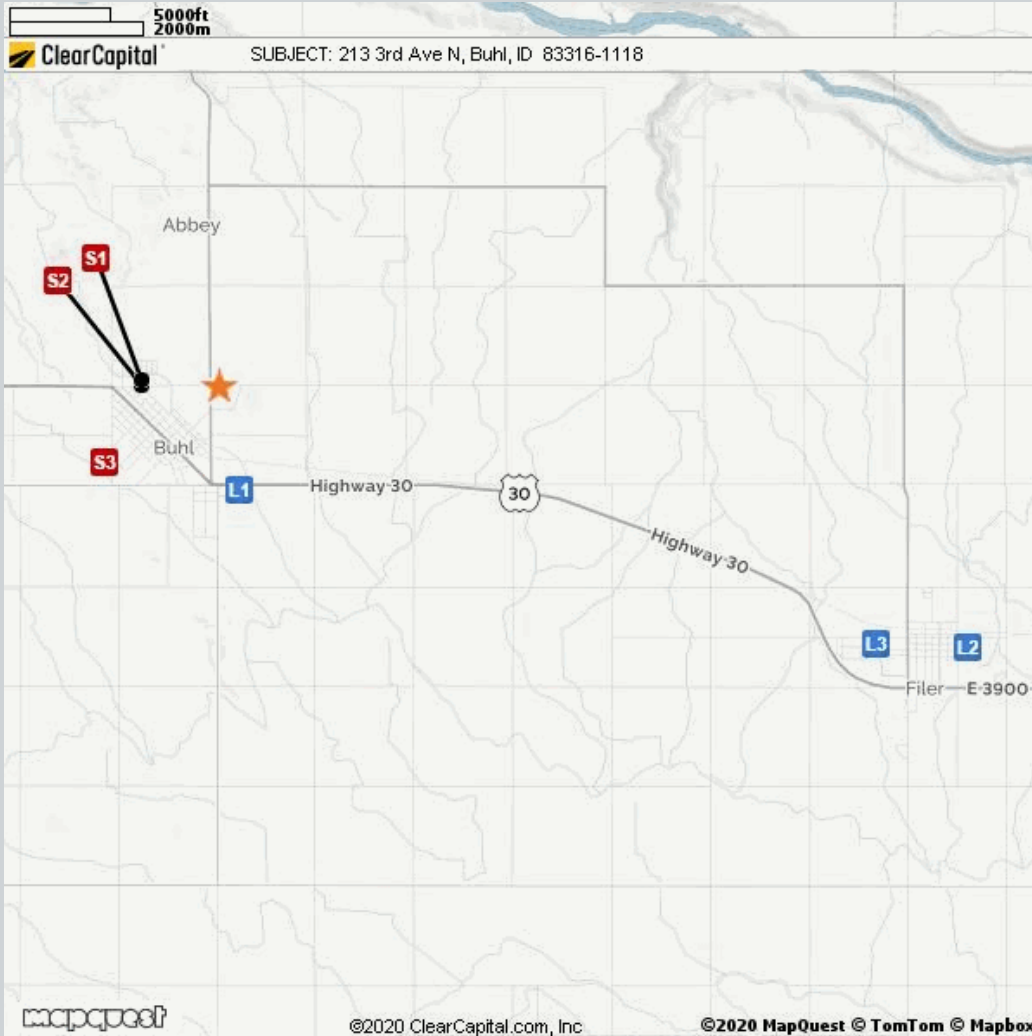 5000ft
2000m
ClearCapital SUBJECT: 213 3rd Ave N, Buhl, ID 83316-1118
Abbey
S1
S2
Buhl
S3
L1
Highway 30
30
Highway 30
L3
L2
Filer
E 3900
mapquest
©2020 ClearCapital.com, Inc
©2020 MapQuest © TomTom © Mapbox